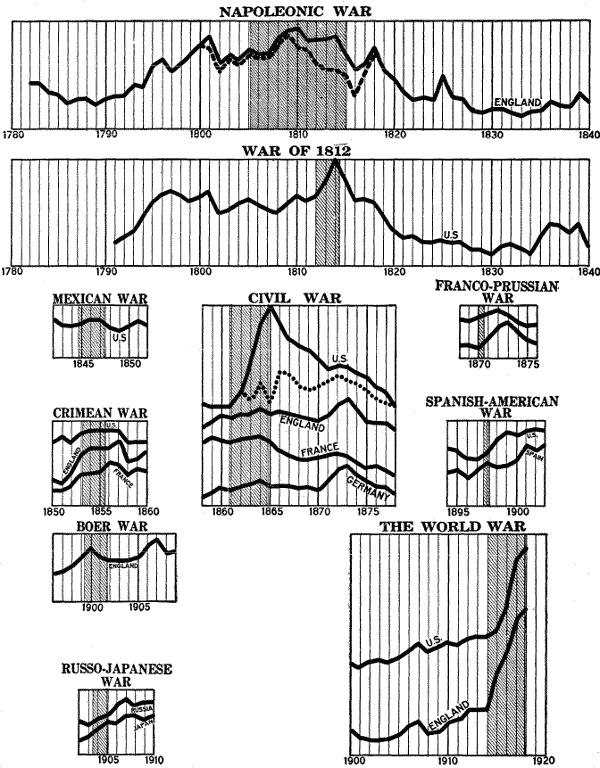 NAPOLEONIC WAR
ENGLAND
1780 1790 1800 1810 1820 1830 1840
WAR OF 1812
U.S
1780 1790 1800 1810 1820 1830 1840
MEXICAN WAR
U.S
1845 1850
CIVIL WAR
U.S.
ENGLAND
FRANCE
GERMANY
1860 1865 1870 1875
FRANCO-PRUSSIAN
WAR
1870 1875
CRIMEAN WAR
U.S.
ENGLAND
FRANCE
1850 1855 1860
SPANISH-AMERICAN
WAR
U.S.
SPAIN
1895 1900
BOER WAR
ENGLAND
1900 1905
THE WORLD WAR
U.S.
ENGLAND
1900 1910 1920
RUSSO-JAPANESE
WAR
RUSSIA
JAPAN
1905 1910